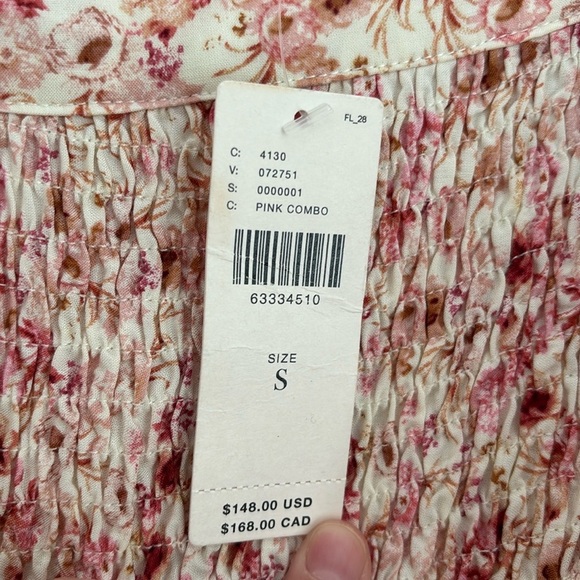 FL_28
C: 4130
V: 072751
S: 0000001
C: PINK COMBO
63334510
SIZE
S
$148.00 USD
$168.00 CAD